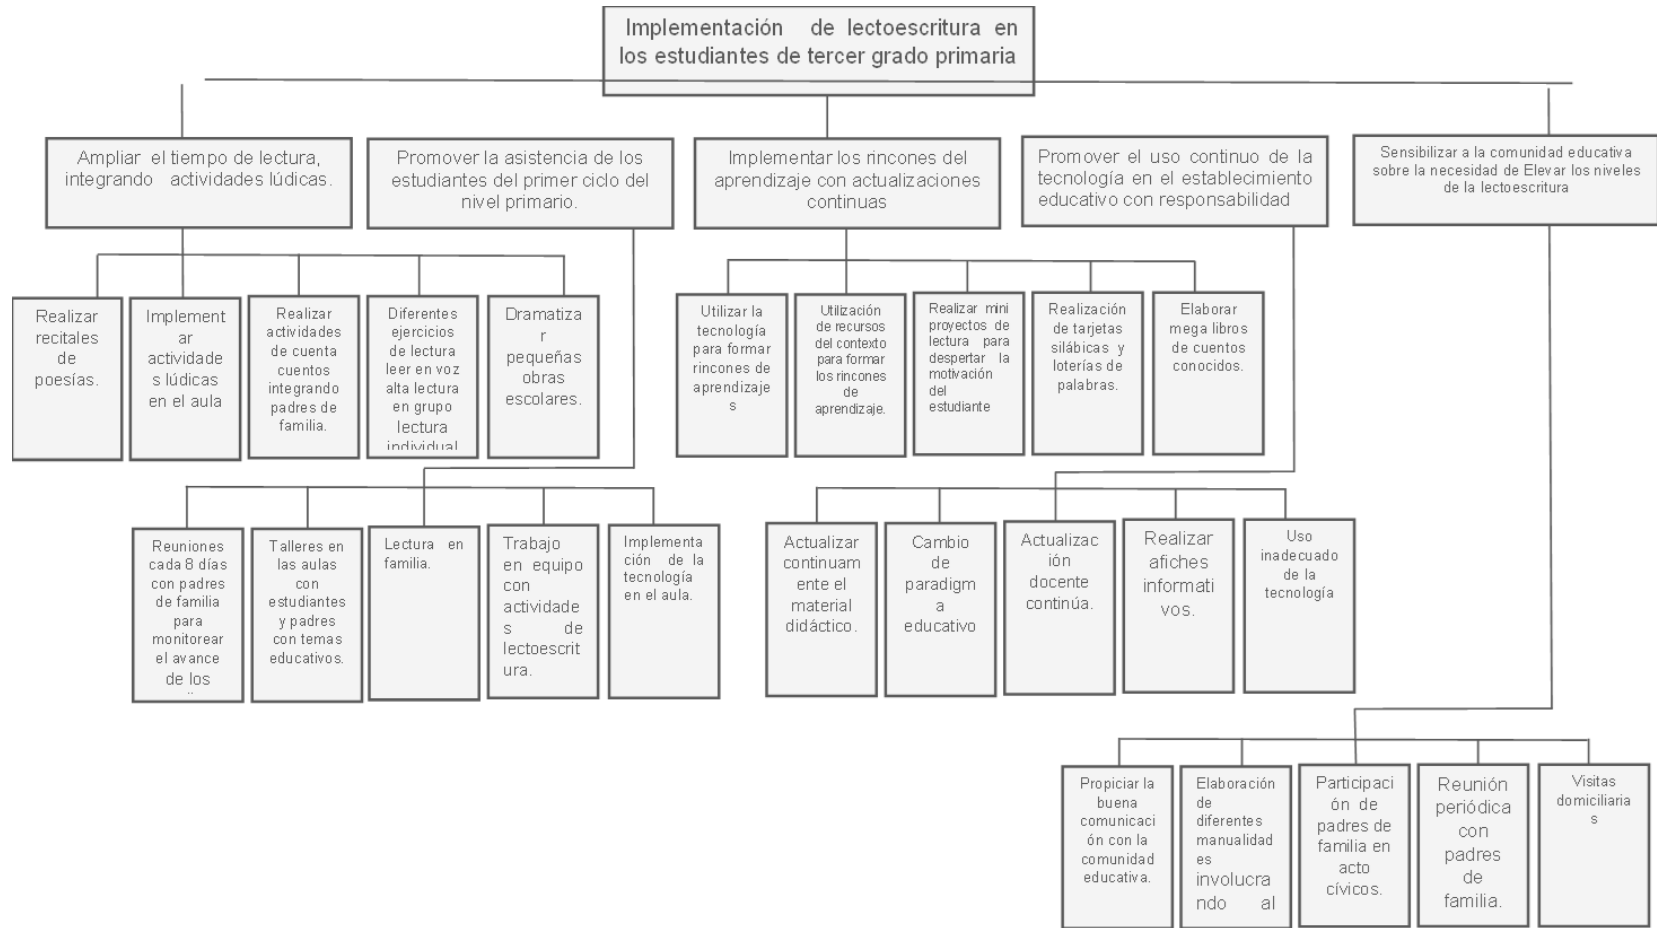 Implementación de lectoescritura en
los estudiantes de tercer grado primaria
Ampliar el tiempo de lectura,
integrando actividades lúdicas.
Promover la asistencia de los
estudiantes del primer ciclo del
nivel primario.
Implementar los rincones del
aprendizaje con actualizaciones
continuas
Promover el uso continuo de la
tecnología en el establecimiento
educativo con responsabilidad
Sensibilizar a la comunidad educativa
sobre la necesidad de Elevar los niveles
de la lectoescritura
Realizar
recitales
de
poesías.
Implement
ar
actividade
s lúdicas
en el aula
Realizar
actividades
de cuenta
cuentos
integrando
padres de
familia.
Diferentes
ejercicios
de lectura
leer en voz
alta lectura
en grupo
lectura
individual
Dramatiza
r
pequeñas
obras
escolares.
Utilizar la
tecnología
para formar
rincones de
aprendizaje
s
Utilización
de recursos
del contexto
para formar
los rincones
de
aprendizaje.
Realizar mini
proyectos de
lectura para
despertar la
motivación
del
estudiante
Realización
de tarjetas
silábicas y
loterías de
palabras.
Elaborar
mega libros
de cuentos
conocidos.
Reuniones
cada 8 días
con padres
de familia
para
monitorear
el avance
de los
Talleres en
las aulas
con
estudiantes
y padres
con temas
educativos.
Lectura en
familia.
Trabajo
en equipo
con
actividade
s de
lectoescrit
ura.
Implementa
ción de la
tecnología
en el aula.
Actualizar
continuam
ente el
material
didáctico.
Cambio
de
paradigm
a
educativo
Actualizac
ión
docente
continúa.
Realizar
afiches
informati
vos.
Uso
inadecuado
de la
tecnología
Propiciar la
buena
comunicaci
ón con la
comunidad
educativa.
Elaboración
de
diferentes
manualidad
es
involucra
ndo al
Participaci
ón de
padres de
familia en
acto
cívicos.
Reunión
periódica
con
padres
de
familia.
Visitas
domiciliaria
s